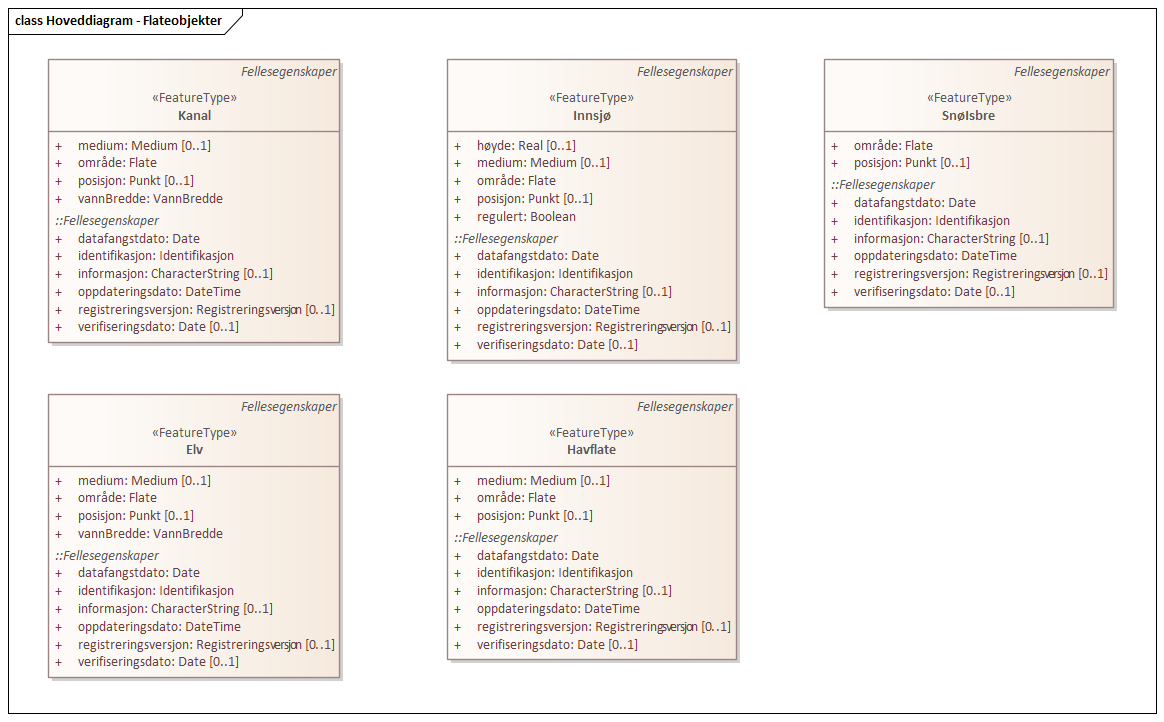 class Hoveddiagram - Flateobjekter
Fellesegenskaper
«FeatureType»
Kanal
+ medium: Medium [0..1]
+ område: Flate
+ posisjon: Punkt [0..1]
+ vannBredde: VannBredde
::Fellesegenskaper
+ datafangstdato: Date
+ identifikasjon: Identifikasjon
+ informasjon: CharacterString [0..1]
+ oppdateringsdato: DateTime
+ registreringsversjon: Registreringsversjon [0..1]
+ verifiseringsdato: Date [0..1]
Fellesegenskaper
«FeatureType»
Innsjø
+ høyde: Real [0..1]
+ medium: Medium [0..1]
+ område: Flate
+ posisjon: Punkt [0..1]
+ regulert: Boolean
::Fellesegenskaper
+ datafangstdato: Date
+ identifikasjon: Identifikasjon
+ informasjon: CharacterString [0..1]
+ oppdateringsdato: DateTime
+ registreringsversjon: Registreringsversjon [0..1]
+ verifiseringsdato: Date [0..1]
Fellesegenskaper
«FeatureType»
SnøIsbre
+ område: Flate
+ posisjon: Punkt [0..1]
::Fellesegenskaper
+ datafangstdato: Date
+ identifikasjon: Identifikasjon
+ informasjon: CharacterString [0..1]
+ oppdateringsdato: DateTime
+ registreringsversjon: Registreringsversjon [0..1]
+ verifiseringsdato: Date [0..1]
Fellesegenskaper
«FeatureType»
Elv
+ medium: Medium [0..1]
+ område: Flate
+ posisjon: Punkt [0..1]
+ vannBredde: VannBredde
::Fellesegenskaper
+ datafangstdato: Date
+ identifikasjon: Identifikasjon
+ informasjon: CharacterString [0..1]
+ oppdateringsdato: DateTime
+ registreringsversjon: Registreringsversjon [0..1]
+ verifiseringsdato: Date [0..1]
Fellesegenskaper
«FeatureType»
Havflate
+ medium: Medium [0..1]
+ område: Flate
+ posisjon: Punkt [0..1]
::Fellesegenskaper
+ datafangstdato: Date
+ identifikasjon: Identifikasjon
+ informasjon: CharacterString [0..1]
+ oppdateringsdato: DateTime
+ registreringsversjon: Registreringsversjon [0..1]
+ verifiseringsdato: Date [0..1]